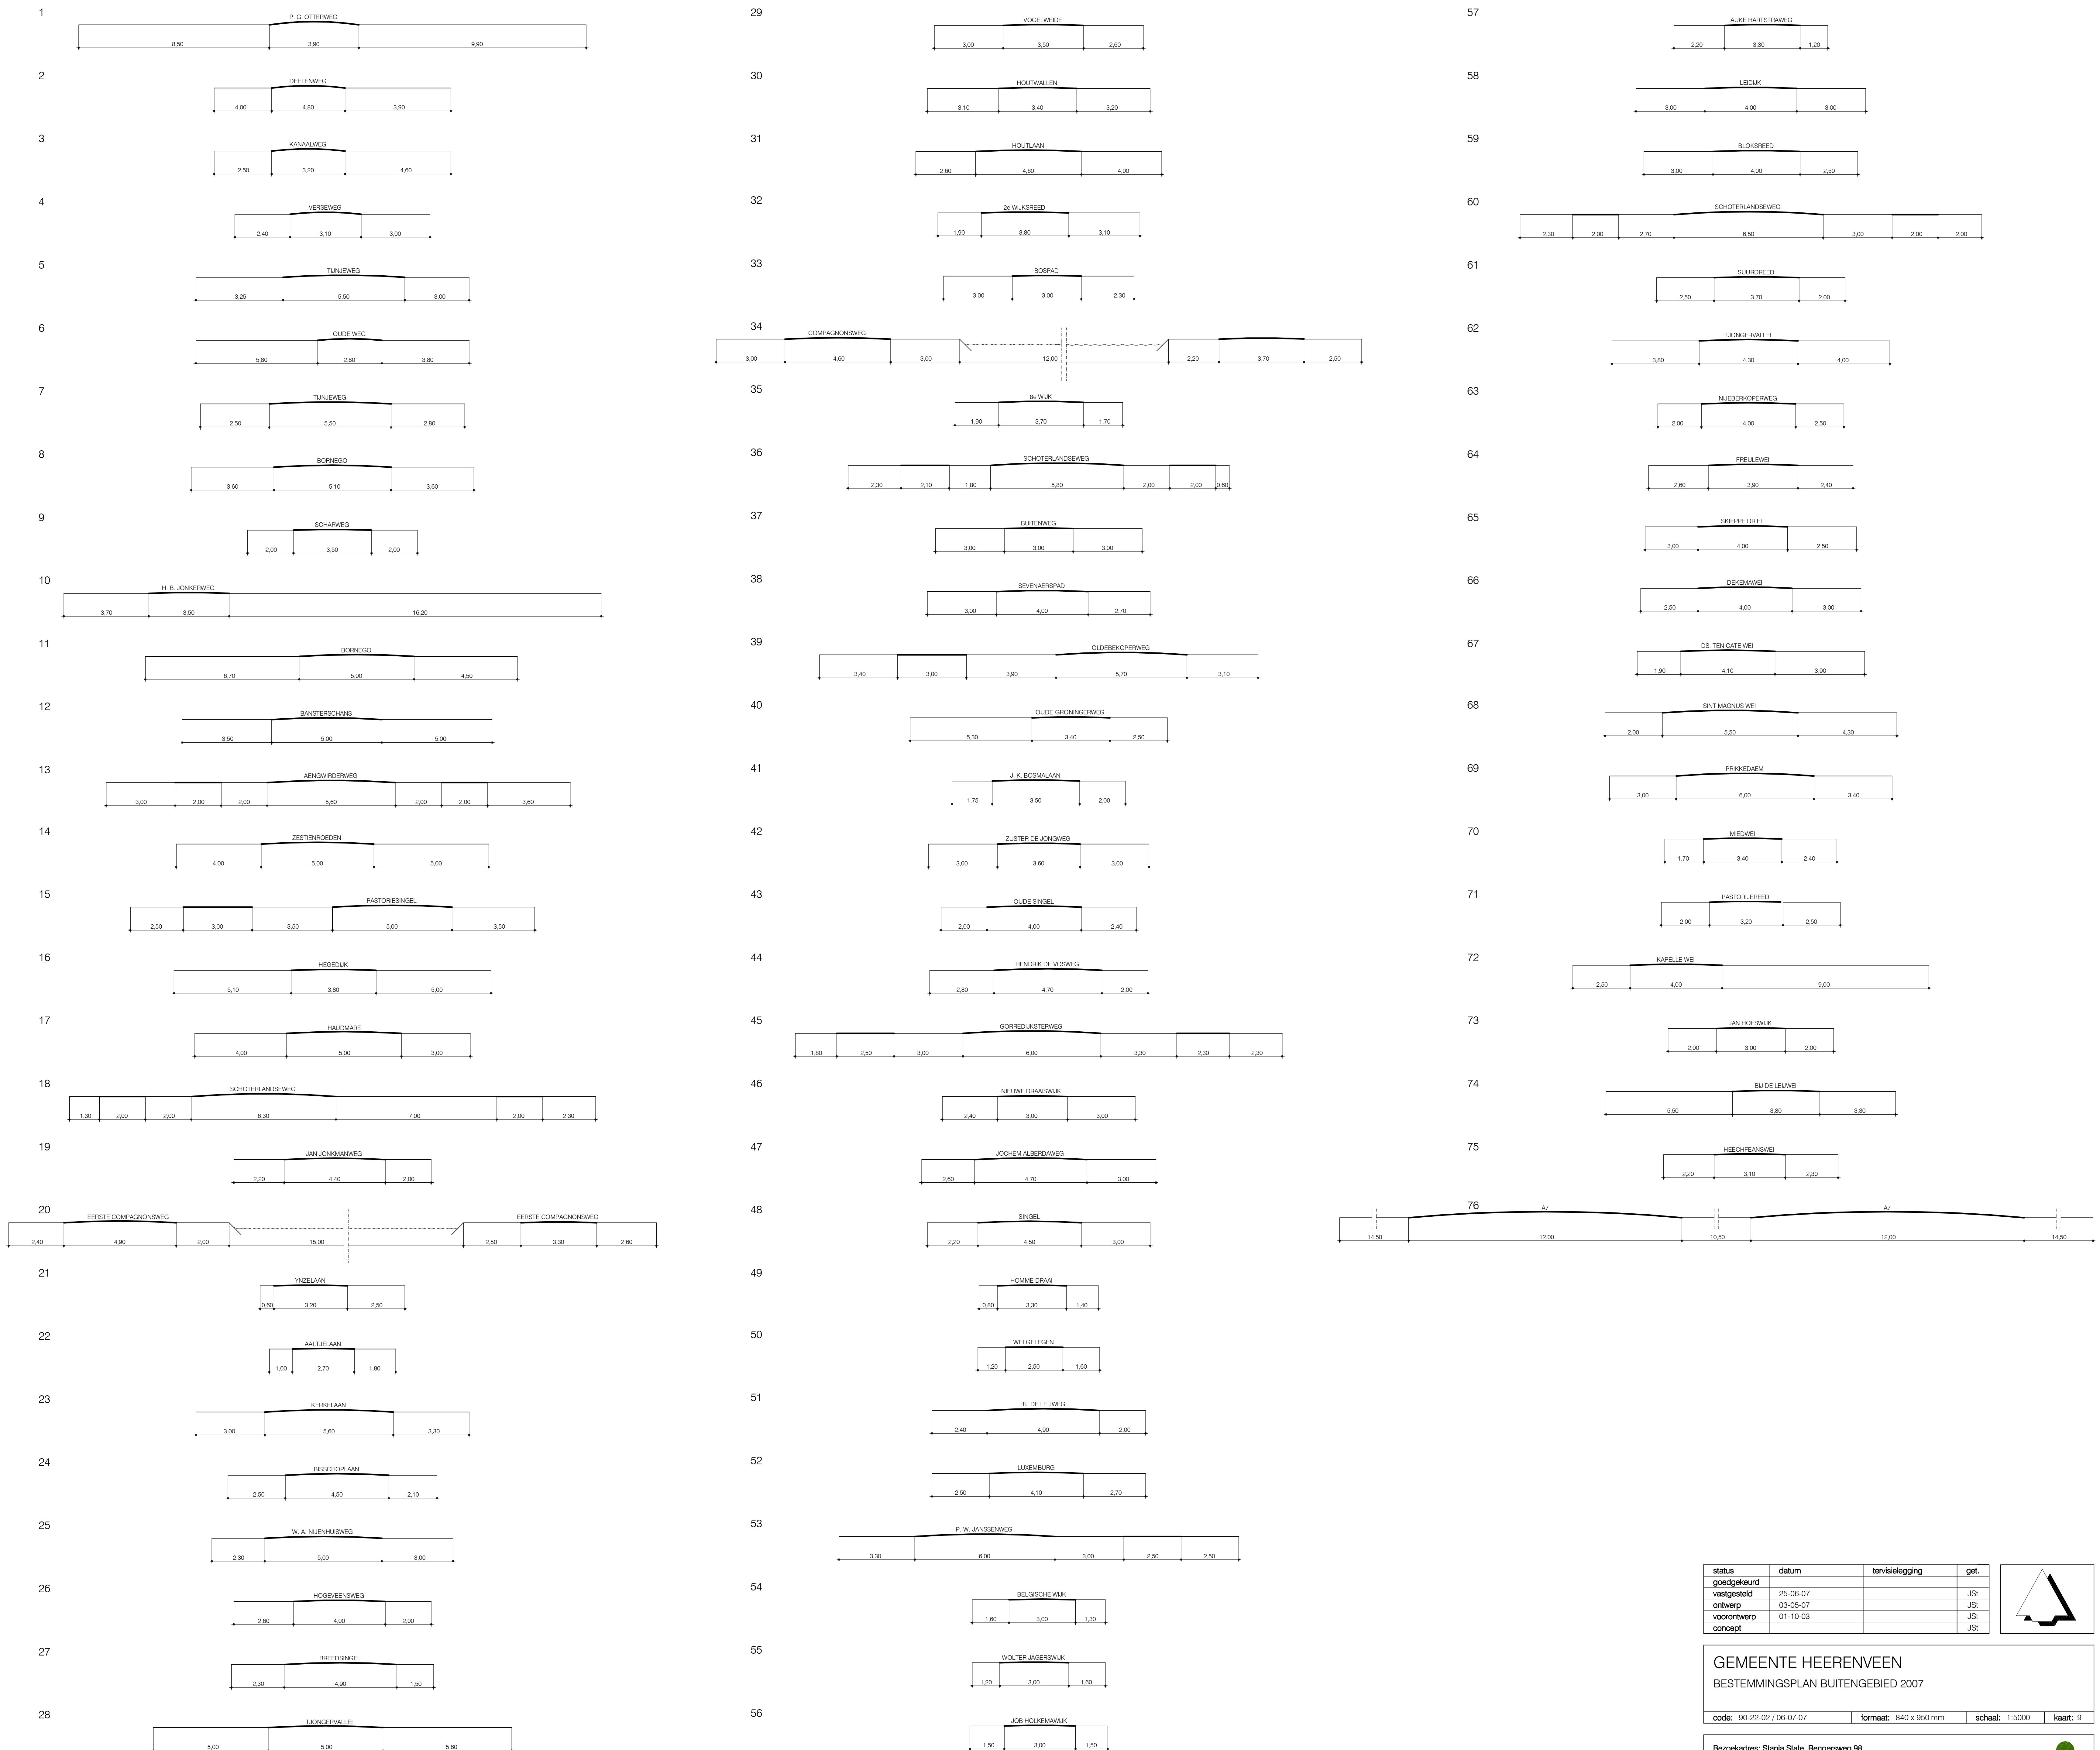 1
P. G. OTTERWEG
8,50 3,90 9,90
2
DEELENWEG
4,00 4,80 3,90
3
KANAALWEG
2,50 3,20 4,60
4
VERSEWEG
2,40 3,10 3,00
5
TIJNJEWEG
3,25 5,50 3,00
6
OUDE WEG
5,80 2,80 3,80
7
TIJNJEWEG
2,50 5,50 2,80
8
BORNEGO
3,60 5,10 3,60
9
SCHARWEG
2,00 3,50 2,00
10
H. B. JONKERWEG
3,70 3,50 16,20
11
BORNEGO
6,70 5,00 4,50
12
BANSTERSCHANS
3,50 5,00 5,00
13
AENGWIRDERWEG
3,00 2,00 2,00 5,60 2,00 2,00 3,60
14
ZESTIENROEDEN
4,00 5,00 5,00
15
PASTORIESINGEL
2,50 3,00 3,50 5,00 3,50
16
HEGEDIJK
5,10 3,80 5,00
17
HAUDMARE
4,00 5,00 3,00
18
SCHOTERLANDSEWEG
1,30 2,00 2,00 6,30 7,00 2,00 2,30
19
JAN JONKMANWEG
2,20 4,40 2,00
20
EERSTE COMPAGNONSWEG EERSTE COMPAGNONSWEG
2,40 4,90 2,00 15,00 2,50 3,30 2,60
21
YNZELAAN
0,60 3,20 2,50
22
AALTJELAAN
1,00 2,70 1,80
23
KERKELAAN
3,00 5,60 3,30
24
BISSCHOPLAAN
2,50 4,50 2,10
25
W. A. NIJENHUISWEG
2,30 5,00 3,00
26
HOGEVEENSWEG
2,60 4,00 2,00
27
BREEDSINGEL
2,30 4,90 1,50
28
TJONGERVALLEI
5,00 5,00 5,60
29
VOGELWEIDE
3,00 3,50 2,60
30
HOUTWALLEN
3,10 3,40 3,20
31
HOUTLAAN
2,60 4,60 4,00
32
2e WIJKSREED
1,90 3,80 3,10
33
BOSPAD
3,00 3,00 2,30
34
COMPAGNONSWEG
3,00 4,60 3,00 12,00 2,20 3,70 2,50
35
8e WIJK
1,90 3,70 1,70
36
SCHOTERLANDSEWEG
2,30 2,10 1,80 5,80 2,00 2,00 0,60
37
BUITENWEG
3,00 3,00 3,00
38
SEVENAERSPAD
3,00 4,00 2,70
39
OLDEBEKOPERWEG
3,40 3,00 3,90 5,70 3,10
40
OUDE GRONINGERWEG
5,30 3,40 2,50
41
J. K. BOSMALAAN
1,75 3,50 2,00
42
ZUSTER DE JONGWEG
3,00 3,60 3,00
43
OUDE SINGEL
2,00 4,00 2,40
44
HENDRIK DE VOSWEG
2,80 4,70 2,00
45
GORREDIJKSTERWEG
1,80 2,50 3,00 6,00 3,30 2,30 2,30
46
NIEUWE DRAAISWIJK
2,40 3,00 3,00
47
JOCHEM ALBERDAWEG
2,60 4,70 3,00
48
SINGEL
2,20 4,50 3,00
49
HOMME DRAAI
0,80 3,30 1,40
50
WELGELEGEN
1,20 2,50 1,60
51
BIJ DE LEIJWEG
2,40 4,90 2,00
52
LUXEMBURG
2,50 4,10 2,70
53
P. W. JANSSENWEG
3,30 6,00 3,00 2,50 2,50
54
BELGISCHE WIJK
1,60 3,00 1,30
55
WOLTER JAGERSWIJK
1,20 3,00 1,60
56
JOB HOLKEMAWIJK
1,50 3,00 1,50
57
AUKE HARTSTRAWEG
2,20 3,30 1,20
58
LEIDIJK
3,00 4,00 3,00
59
BLOKSREED
3,00 4,00 2,50
60
SCHOTERLANDSEWEG
2,30 2,00 2,70 6,50 3,00 2,00 2,00
61
SUURDREED
2,50 3,70 2,00
62
TJONGERVALLEI
3,80 4,30 4,00
63
NIJEBERKOPERWEG
2,00 4,00 2,50
64
FREULEWEI
2,60 3,90 2,40
65
SKIEPPE DRIFT
3,00 4,00 2,50
66
DEKEMAWEI
2,50 4,00 3,00
67
DS. TEN CATE WEI
1,90 4,10 3,90
68
SINT MAGNUS WEI
2,00 5,50 4,30
69
PRIKKEDAEM
3,00 6,00 3,40
70
MIEDWEI
1,70 3,40 2,40
71
PASTORIJEREED
2,00 3,20 2,50
72
KAPELLE WEI
2,50 4,00 9,00
73
JAN HOFSWIJK
2,00 3,00 2,00
74
BIJ DE LEIJWEI
5,50 3,80 3,30
75
HEECHFEANSWEI
2,20 3,10 2,30
76
A7 A7
14,50 12,00 10,50 12,00 14,50
status datum tervisielegging get.
goedgekeurd
vastgesteld 25-06-07 JSt
ontwerp 03-05-07 JSt
voorontwerp 01-10-03 JSt
concept JSt
GEMEENTE HEERENVEEN
BESTEMMINGSPLAN BUITENGEBIED 2007
code: 90-22-02 / 06-07-07 formaat: 840 x 950 mm schaal: 1:5000 kaart: 9
Bezoekadres: Stania State, Rengersweg 98